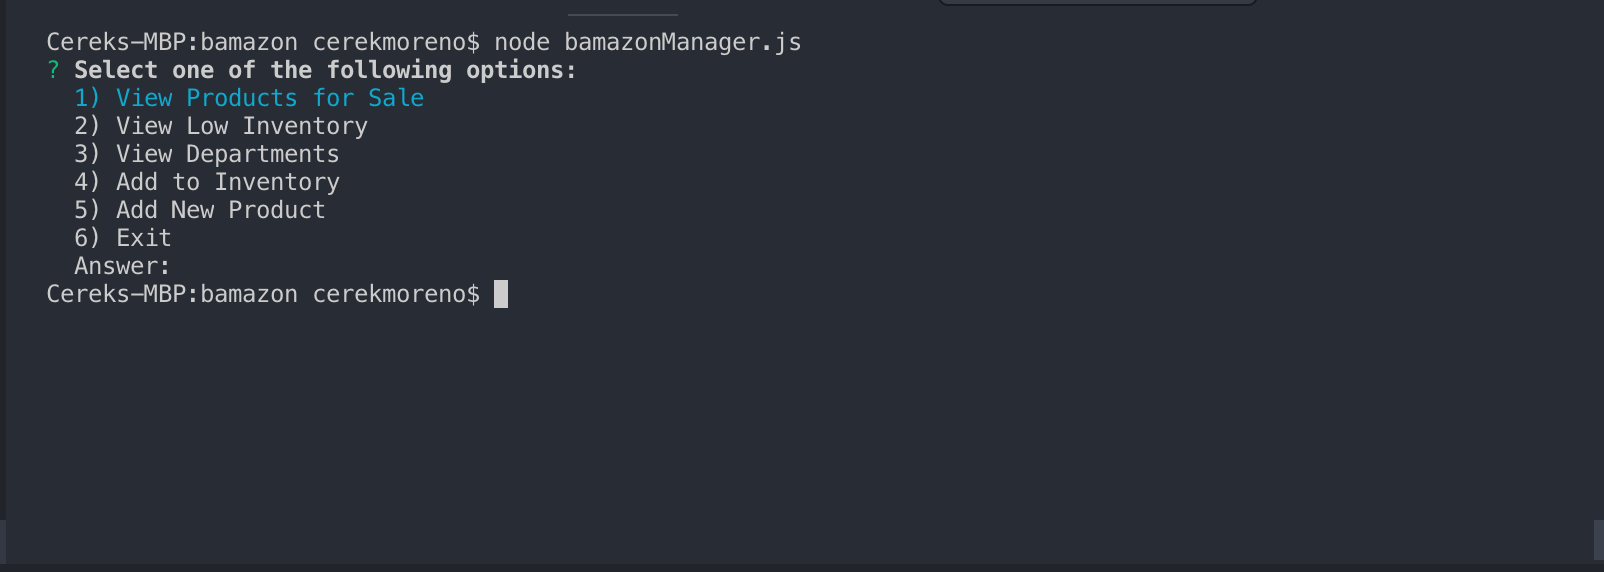 Cereks-MBP:bamazon cerekmoreno$ node bamazonManager.js
? Select one of the following options:
1) View Products for Sale
2) View Low Inventory
3) View Departments
4) Add to Inventory
5) Add New Product
6) Exit
Answer:
Cereks-MBP:bamazon cerekmoreno$